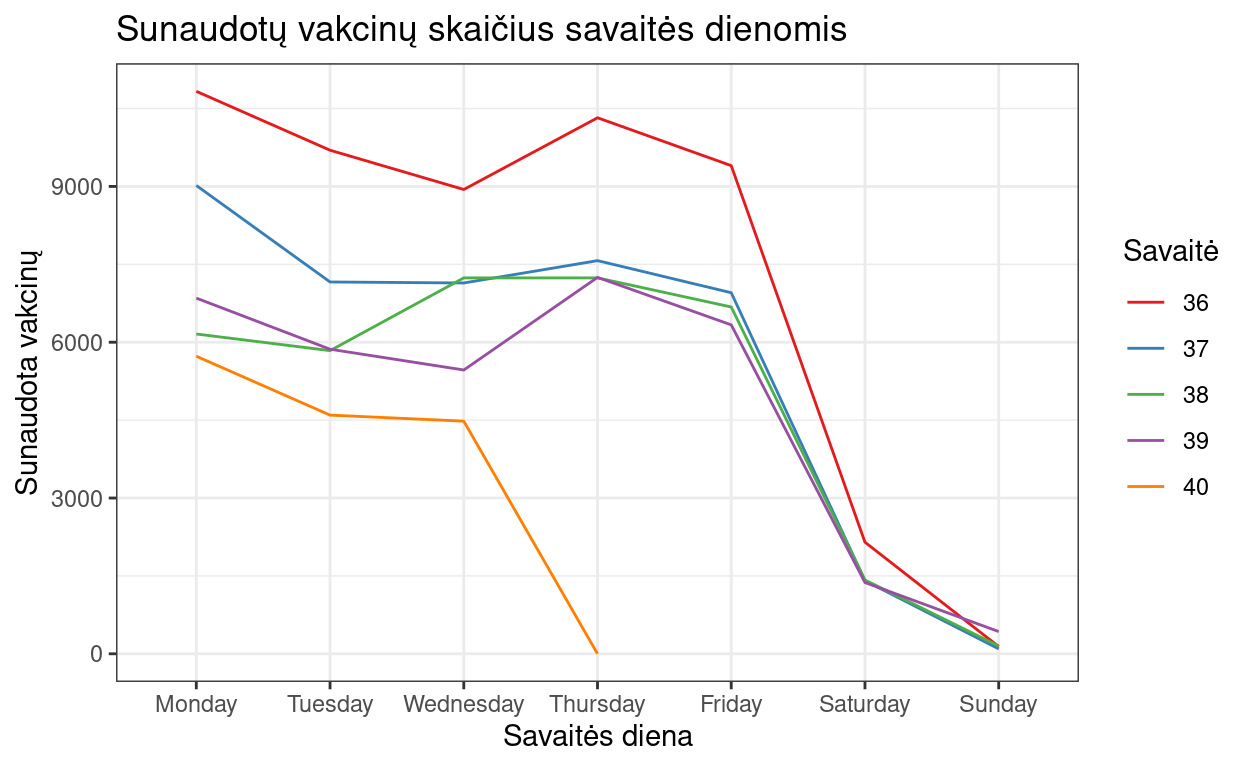 Sunaudotų vakcinų skaičius savaitės dienomis
Sunaudota vakcinų
9000
6000
3000
0
Monday Tuesday Wednesday Thursday Friday Saturday Sunday
Savaitės diena
Savaitė
36
37
38
39
40